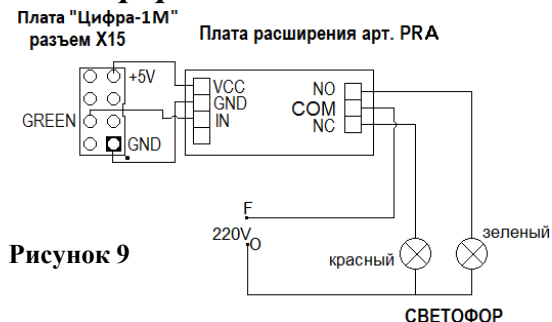 Плата "Цифра-1М"
разъем X15
Плата расширения арт. PRA
+5V
GREEN
GND
VCC
GND
IN
NO
COM
NC
F
220V
O
красный
зеленый
Рисунок 9
СВЕТОФОР